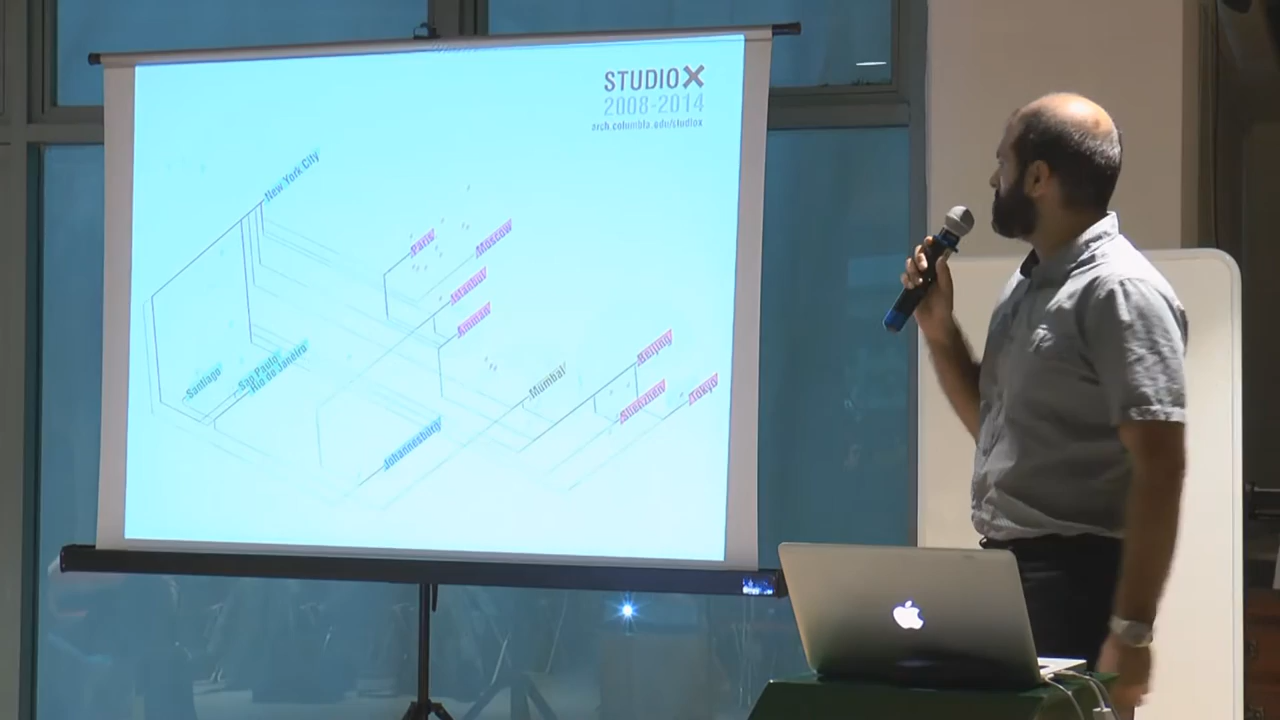 STUDIOX
2008-2014
arch.columbia.edu/studiox
New York City
Paris
Moscow
Istanbul
Amman
Beijing
Mumbai
Santiago
Sao Paulo
Rio de Janeiro
Shenzhen
Tokyo
Johannesburg